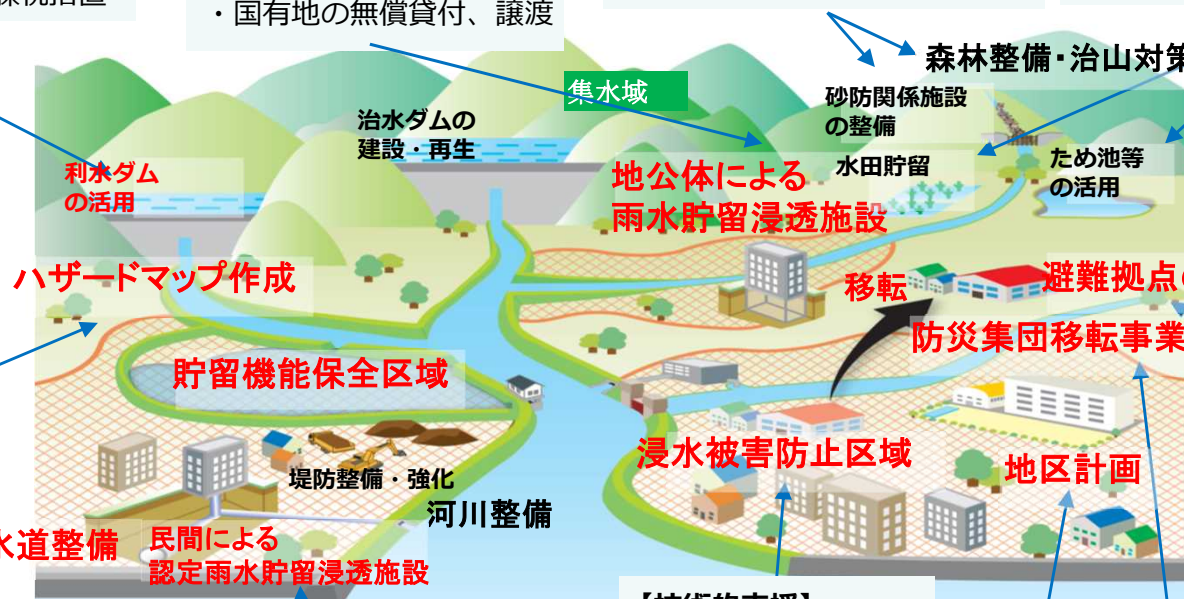 ・国有地の無償貸付、譲渡
森林整備・治山対策
集水域
砂防関係施設
の整備
治水ダムの
建設・再生
水田貯留
ため池等
の活用
利水ダム
の活用
地公体による
雨水貯留浸透施設
ハザードマップ作成
移転
避難拠点の
防災集団移転事業
貯留機能保全区域
浸水被害防止区域
地区計画
堤防整備・強化
河川整備
水道整備
民間による
認定雨水貯留浸透施設